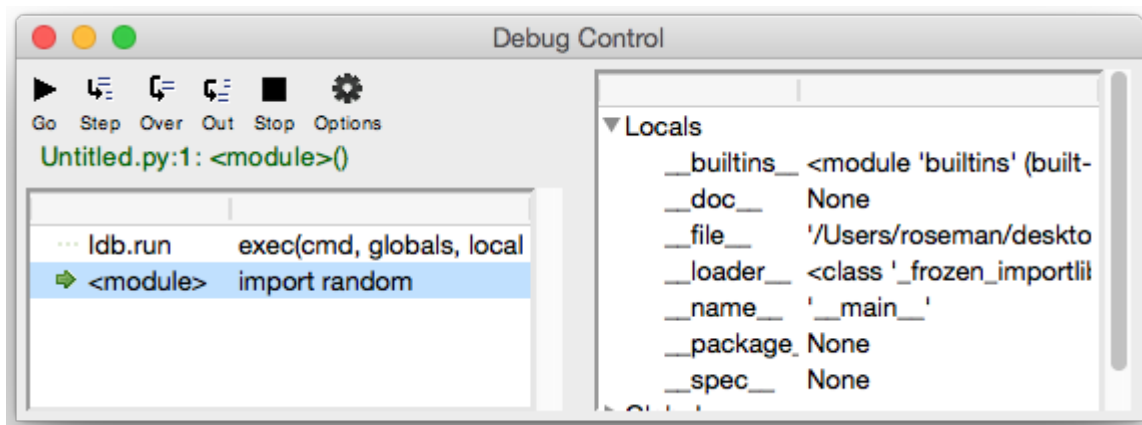 Debug Control
Go Step Over Out Stop Options
Untitled.py:1: <module>()
ldb.run exec(cmd, globals, local
<module> import random
Locals
__builtins__ <module 'builtins' (built-
__doc__ None
__file__ '/Users/roseman/deskto
__loader__ <class '_frozen_importlib
__name__ '__main__'
__package_ None
__spec__ None